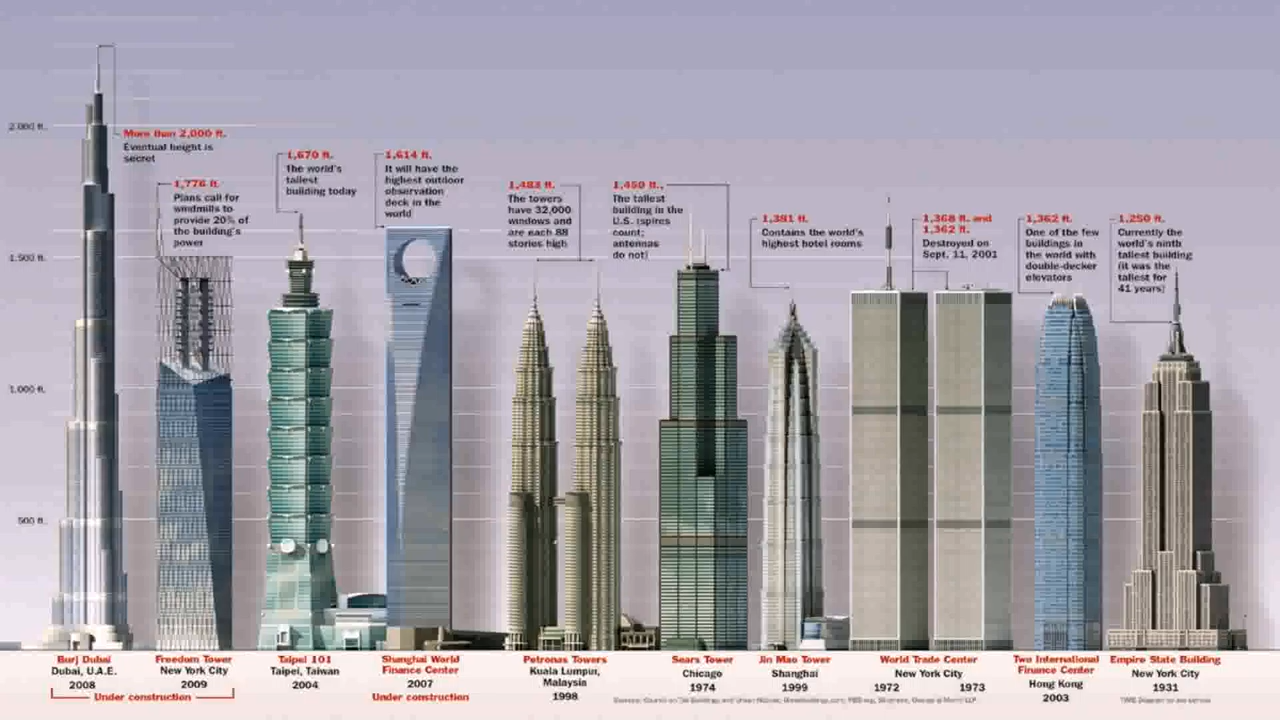 2,000 ft.
1,500 ft.
1,000 ft.
500 ft.
More than 2,000 ft.
Eventual height is
secret
1,776 ft.
Plans call for
windmills to
provide 20% of
the building's
power
1,670 ft.
The world's
tallest
building today
1,614 ft.
It will have the
highest outdoor
observation
deck in the
world
1,483 ft.
The towers
have 32,000
windows and
are each 88
stories high
1,450 ft.,
The tallest
building in the
U.S. (spires
count;
antennas
do not)
1,381 ft.
Contains the world's
highest hotel rooms
1,368 ft. and
1,362 ft.
Destroyed on
Sept. 11, 2001
1,362 ft.
One of the few
buildings in
the world with
double-decker
elevators
1,250 ft.
Currently the
world's ninth
tallest building
(it was the
tallest for
41 years)
Burj Dubai
Dubai, U.A.E.
2008
Freedom Tower
New York City
2009
Under construction
Taipei 101
Taipei, Taiwan
2004
Shanghai World
Finance Center
2007
Under construction
Petronas Towers
Kuala Lumpur,
Malaysia
1998
Sears Tower
Chicago
1974
Jin Mao Tower
Shanghai
1999
World Trade Center
New York City
1972 1973
Two International
Finance Center
Hong Kong
2003
Empire State Building
New York City
1931